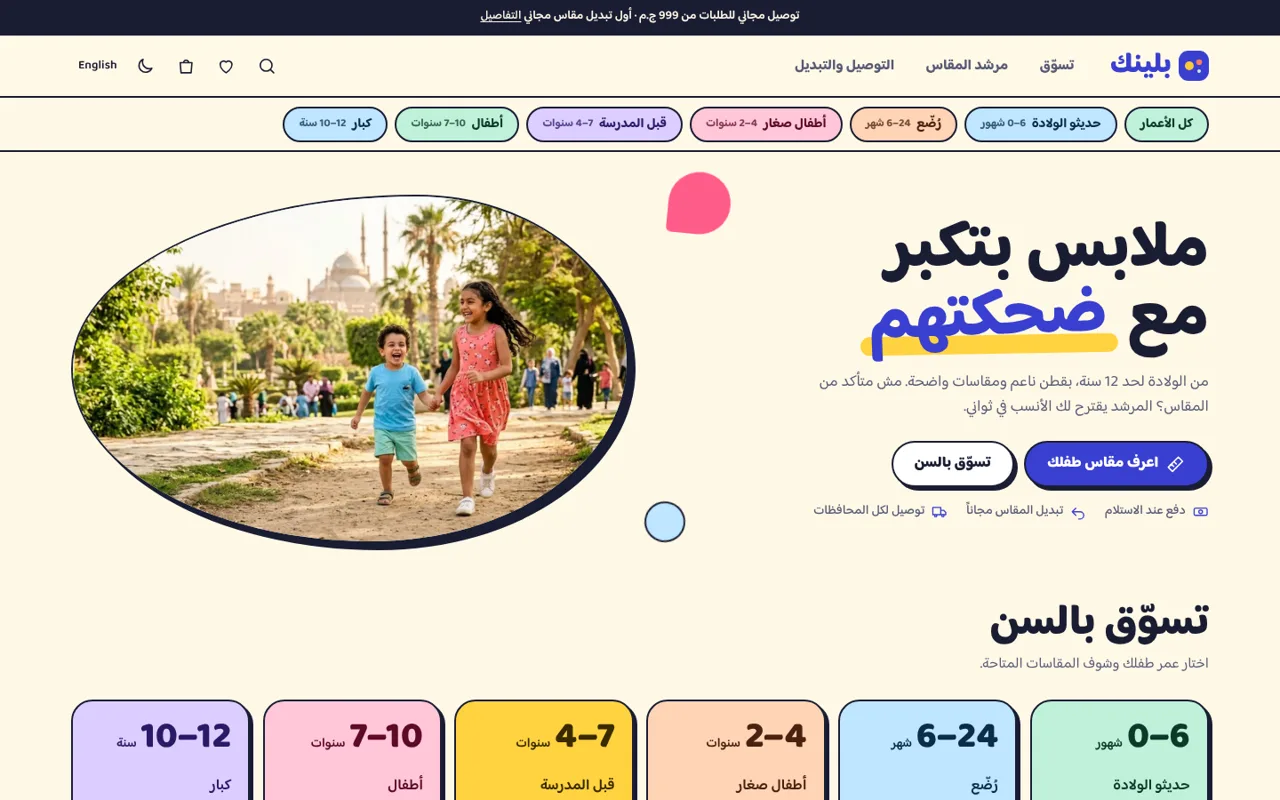 توصيل مجاني للطلبات من 999 ج.م · أول تبديل مقاس مجاني التفاصيل
بلينك
تسوّق
مرشد المقاس
التوصيل والتبديل
English
كل الأعمار
حديثو الولادة 0–6 شهور
رُضّع 6–24 شهر
أطفال صغار 2–4 سنوات
قبل المدرسة 4–7 سنوات
أطفال 7–10 سنوات
كبار 10–12 سنة
ملابس بتكبر
مع ضحكتهم
من الولادة لحد 12 سنة، بقطن ناعم ومقاسات واضحة. مش متأكد من
المقاس؟ المرشد يقترح لك الأنسب في ثواني.
اعرف مقاس طفلك
تسوّق بالسن
دفع عند الاستلام
تبديل المقاس مجاناً
توصيل لكل المحافظات
تسوّق بالسن
اختار عمر طفلك وشوف المقاسات المتاحة.
0–6 شهور
حديثو الولادة
6–24 شهر
رُضّع
2–4 سنوات
أطفال صغار
4–7 سنوات
قبل المدرسة
7–10 سنوات
أطفال
10–12 سنة
كبار